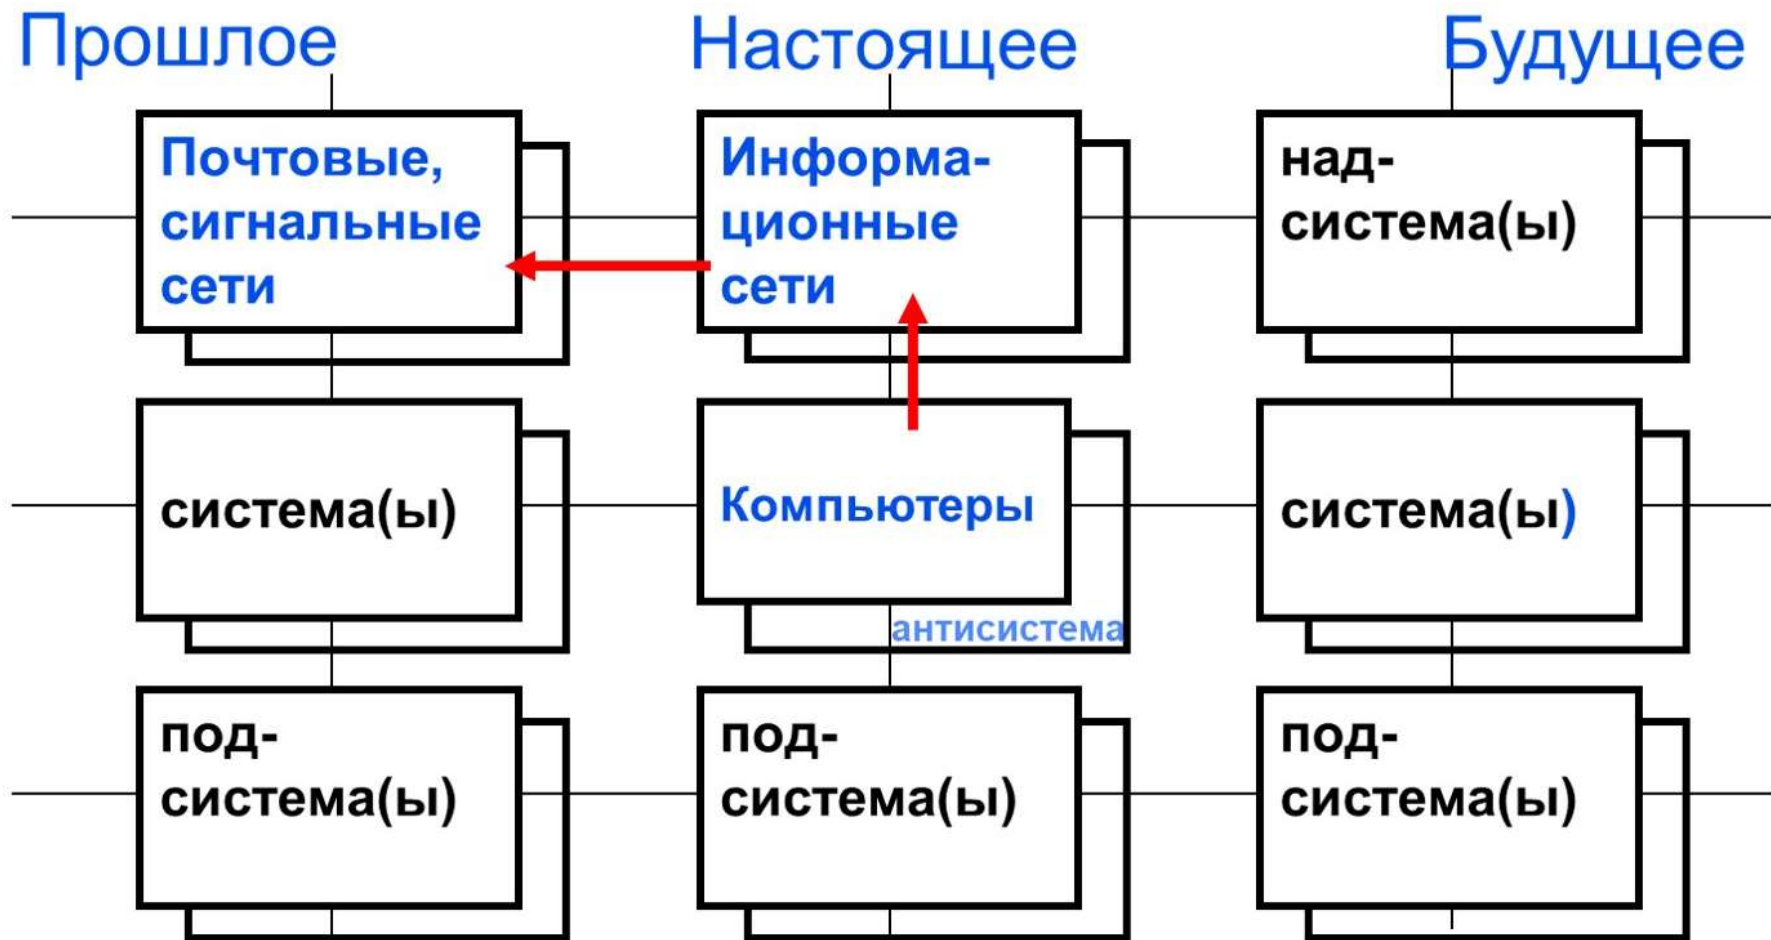 Прошлое
Настоящее
Будущее
Почтовые,
сигнальные
сети
Информа-
ционные
сети
над-
система(ы)
система(ы)
Компьютеры
антисистема
система(ы)
под-
система(ы)
под-
система(ы)
под-
система(ы)